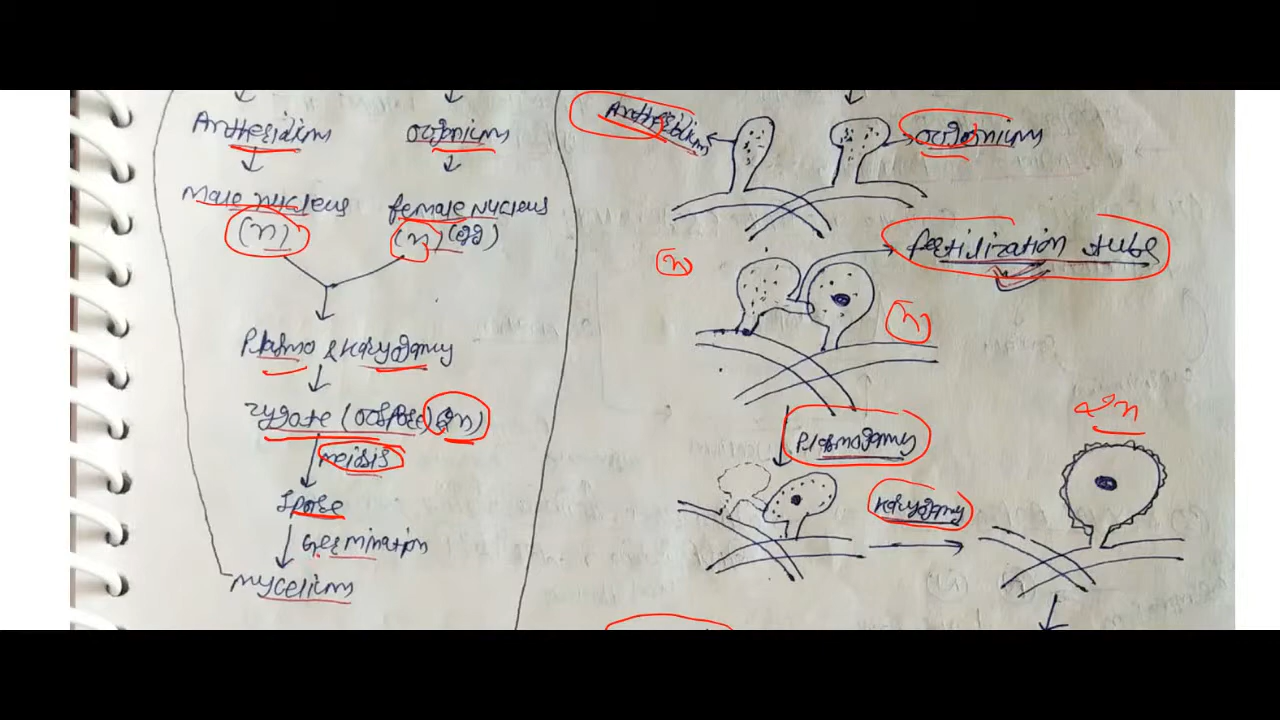 Antheridium
oogonium
male nucleus
female nucleus
(n)
(n) (egg)
Plasmo & Karyogamy
zygote (oospore) (2n)
meiosis
spore
Germination
mycelium
Antheridium
oogonium
fertilization tube
(n)
(n)
Plasmogamy
Karyogamy
2n